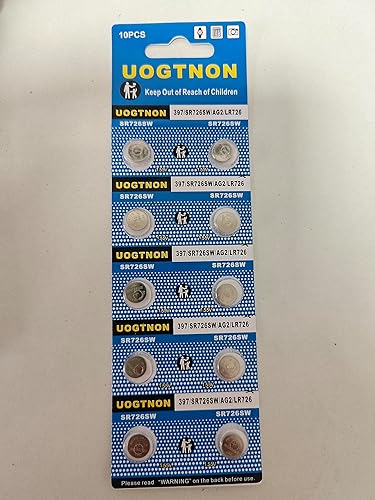 10PCS
UOGTNON
Keep Out of Reach of Children
UOGTNON 397/SR726SW/AG2/LR726
SR726SW SR726SW
UOGTNON 397/SR726SW/AG2/LR726
SR726SW SR726SW
UOGTNON 397/SR726SW/AG2/LR726
SR726SW SR726SW
UOGTNON 397/SR726SW/AG2/LR726
SR726SW SR726SW
UOGTNON 397/SR726SW/AG2/LR726
SR726SW SR726SW
Please read "WARNING" on the back before use.